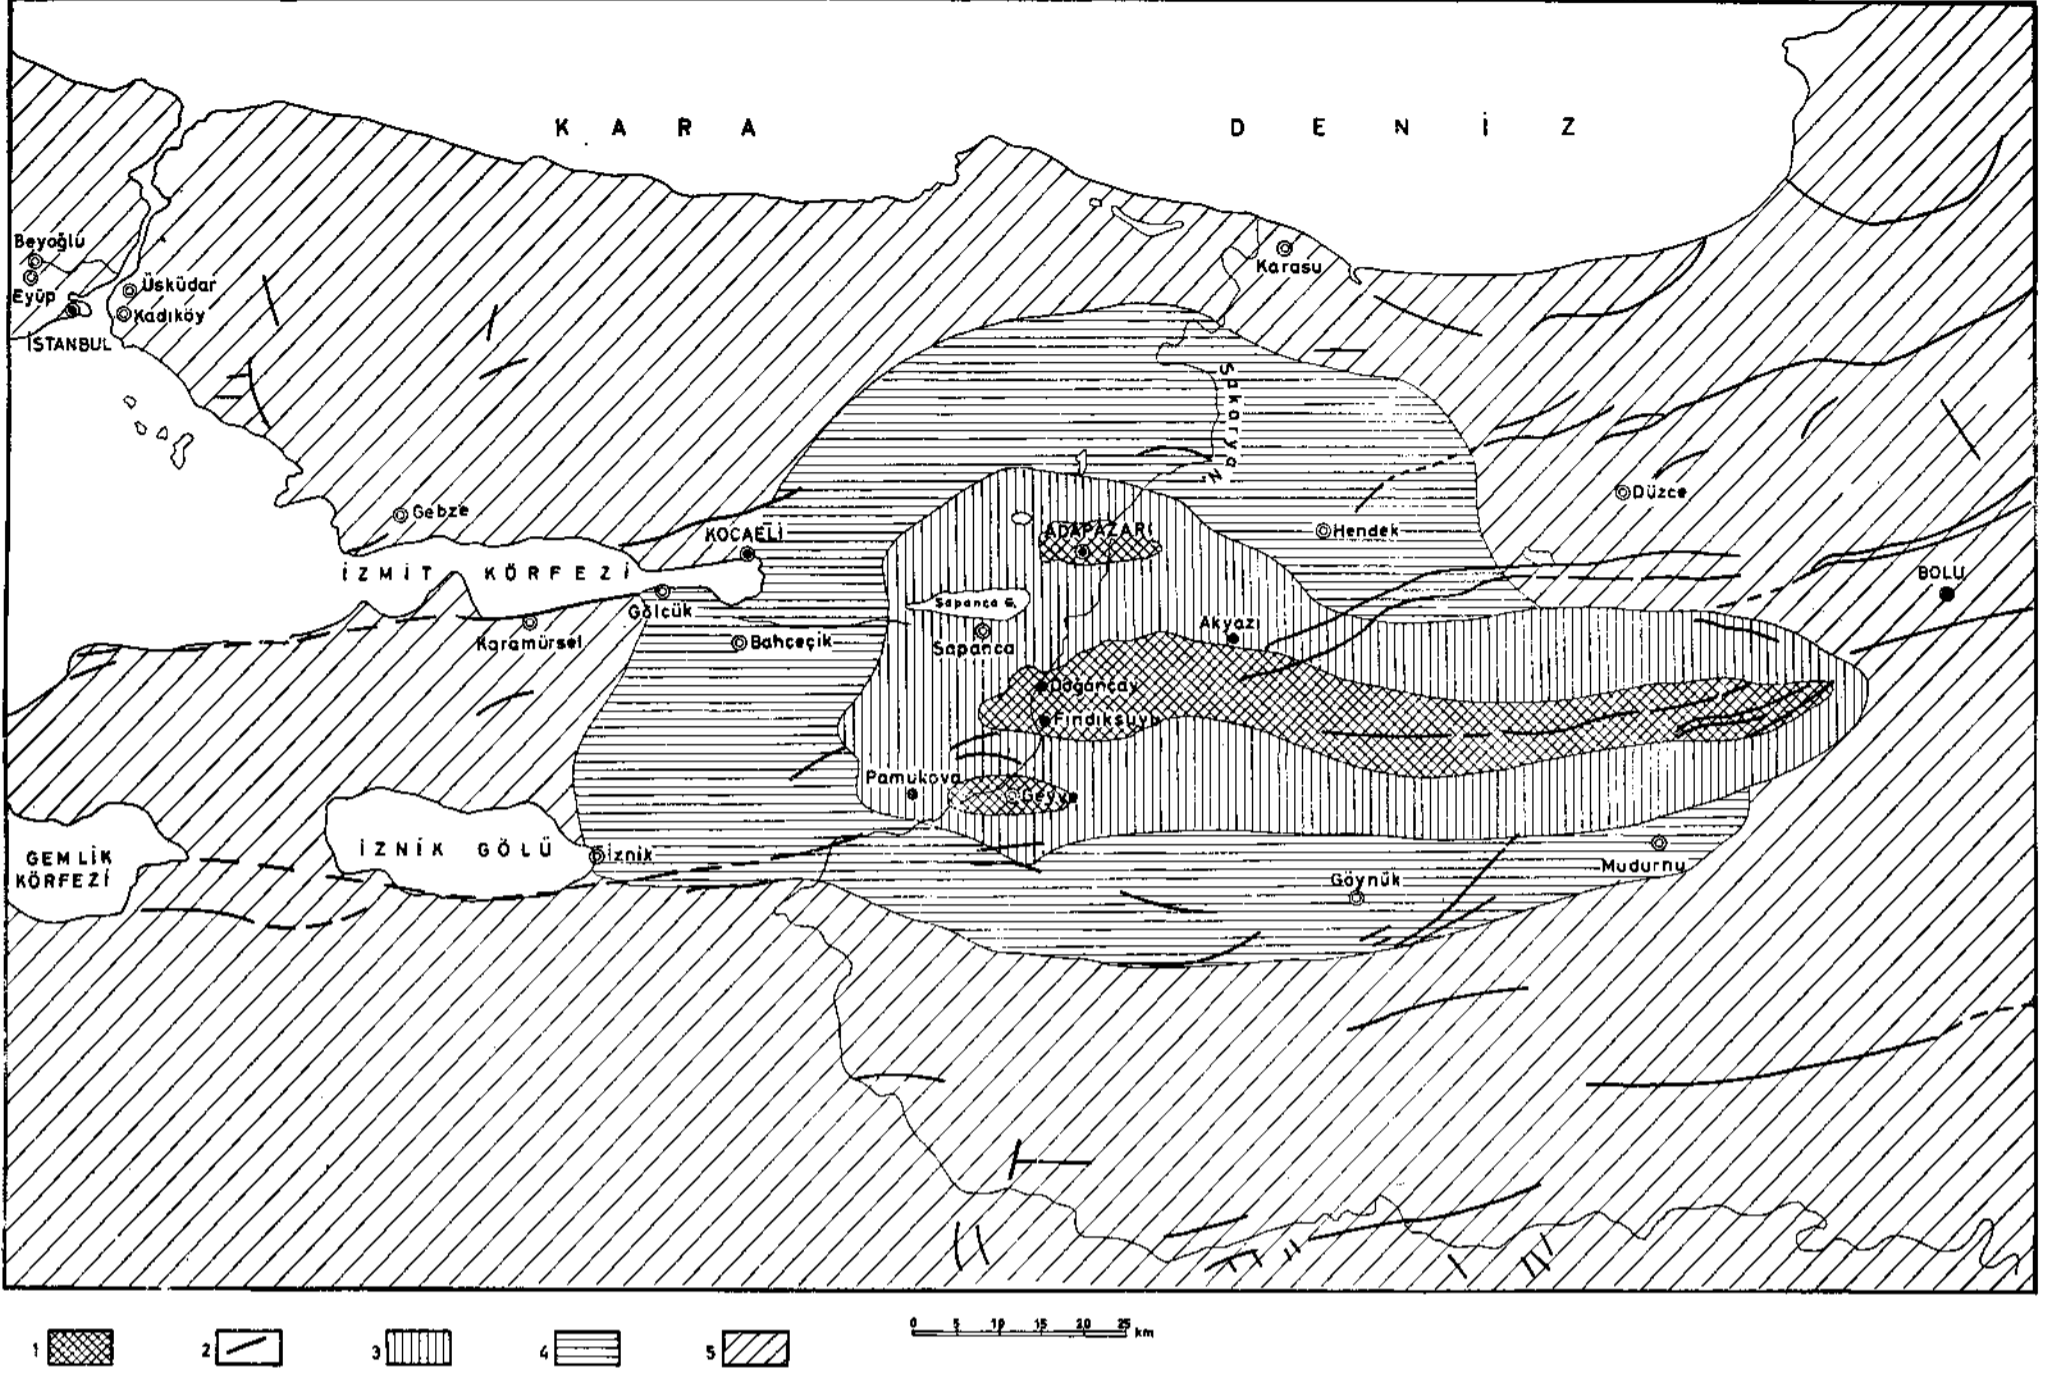 KARA DENİZ
Beyoğlu
Eyüp
Üsküdar
Kadıköy
İSTANBUL
Karasu
Sakarya N.
Gebze
KOCAELİ
İZMİT KÖRFEZİ
Gölcük
Karamürsel
Bahçecik
ADAPAZARI
Hendek
Düzce
BOLU
Sapanca G.
Sapanca
Akyazı
Doğançay
Fındıksuyu
Pamukova
Geyve
GEMLİK
KÖRFEZİ
İZNİK GÖLÜ
İznik
Göynük
Mudurnu
1 2 3 4 5
0 5 10 15 20 25 km